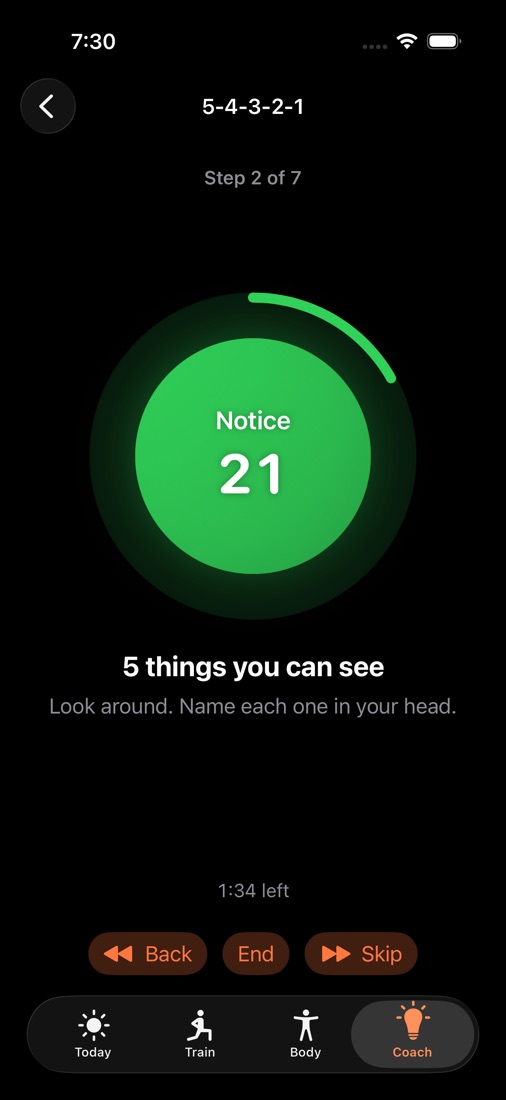 7:30
5-4-3-2-1
Step 2 of 7
Notice
21
5 things you can see
Look around. Name each one in your head.
1:34 left
Back End Skip
Today Train Body Coach